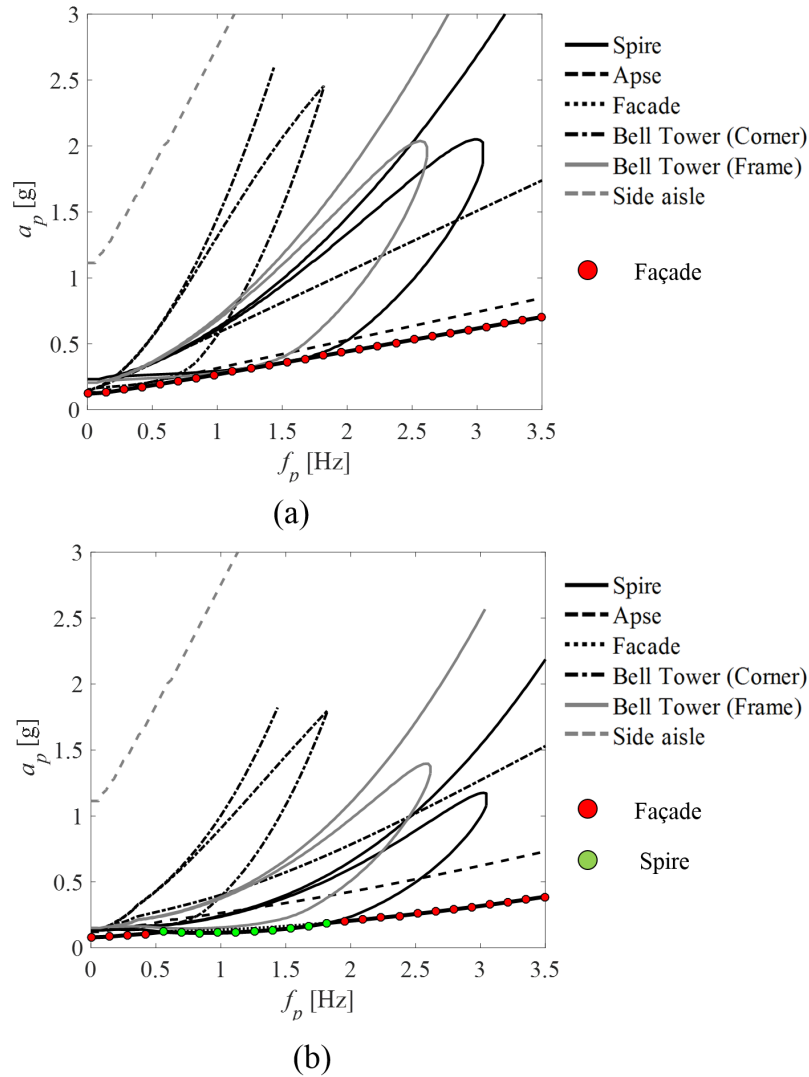 3
2.5
2
1.5
1
0.5
0
a_p [g]
0 0.5 1 1.5 2 2.5 3 3.5
f_p [Hz]
Spire
Apse
Facade
Bell Tower (Corner)
Bell Tower (Frame)
Side aisle
Façade
(a)
3
2.5
2
1.5
1
0.5
0
a_p [g]
0 0.5 1 1.5 2 2.5 3 3.5
f_p [Hz]
Spire
Apse
Facade
Bell Tower (Corner)
Bell Tower (Frame)
Side aisle
Façade
Spire
(b)